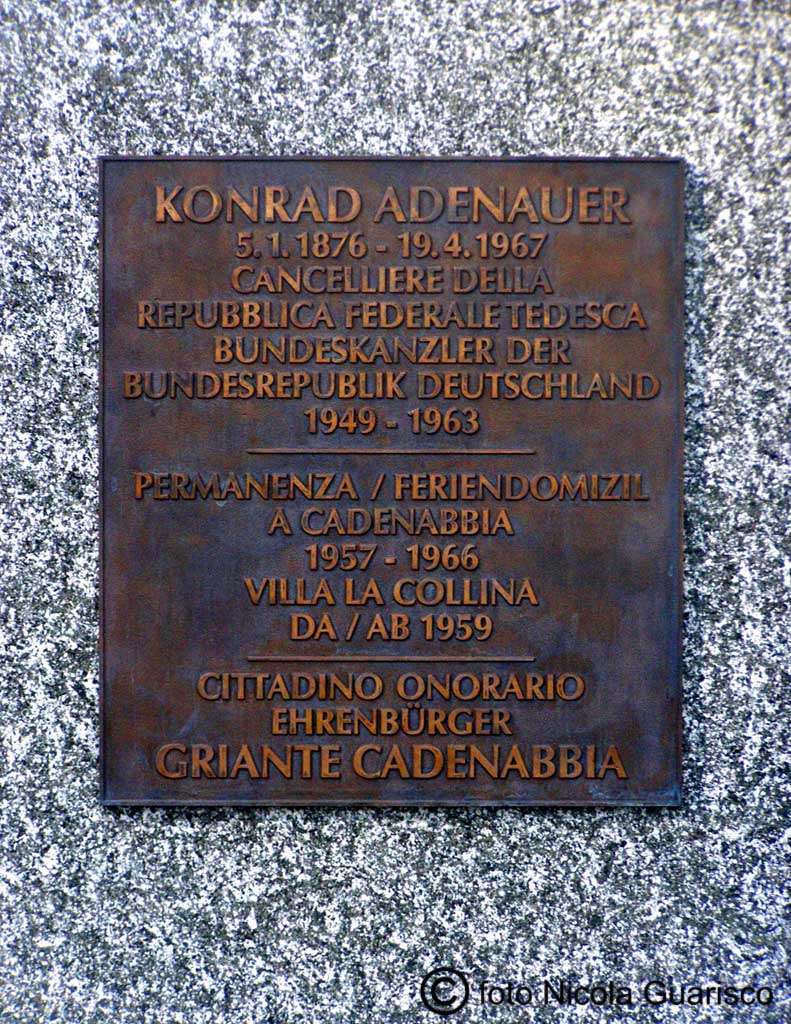 KONRAD ADENAUER
5.1.1876 - 19.4.1967
CANCELLIERE DELLA
REPUBBLICA FEDERALE TEDESCA
BUNDESKANZLER DER
BUNDESREPUBLIK DEUTSCHLAND
1949 - 1963
PERMANENZA / FERIENDOMIZIL
A CADENABBIA
1957 - 1966
VILLA LA COLLINA
DA / AB 1959
CITTADINO ONORARIO
EHRENBÜRGER
GRIANTE CADENABBIA
© foto Nicola Guarisco